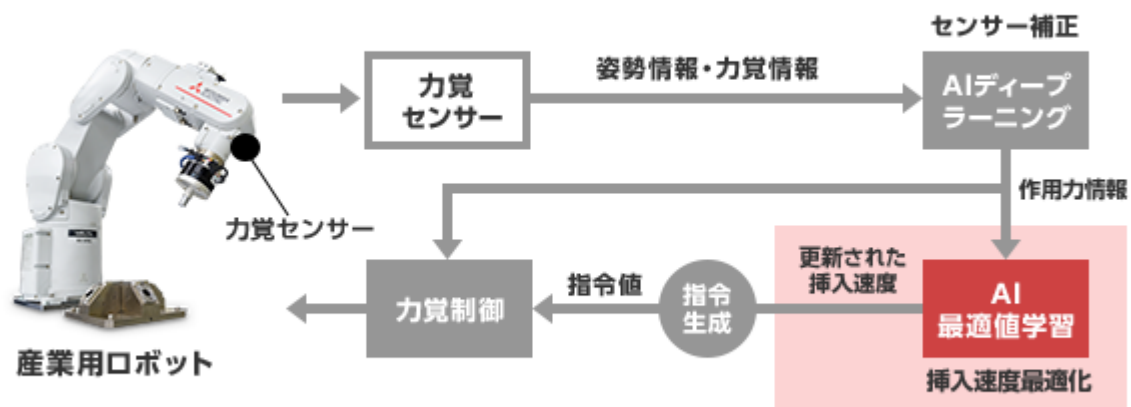 センサー補正
力覚
センサー
姿勢情報・力覚情報
AIディープ
ラーニング
作用力情報
力覚センサー
更新された
挿入速度
指令値
力覚制御
指令
生成
AI
最適値学習
産業用ロボット
挿入速度最適化